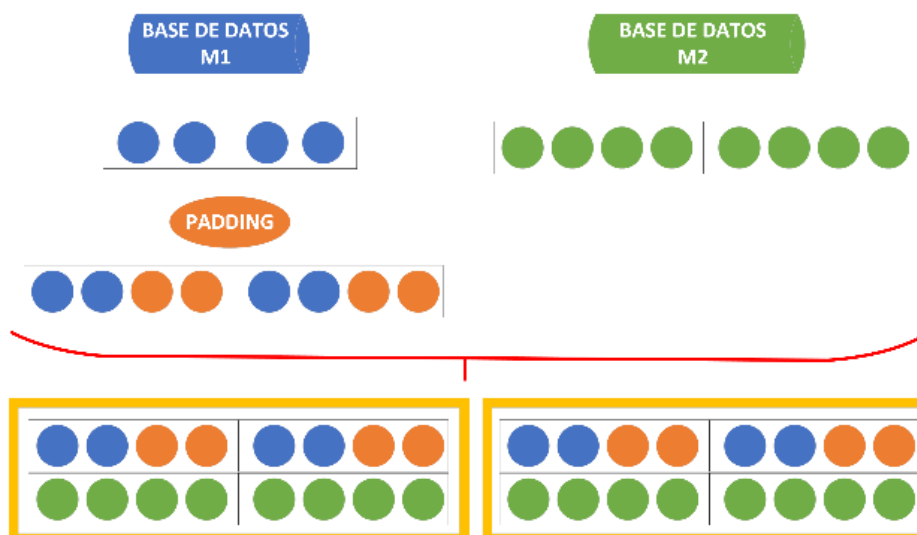 BASE DE DATOS
M1
BASE DE DATOS
M2
PADDING